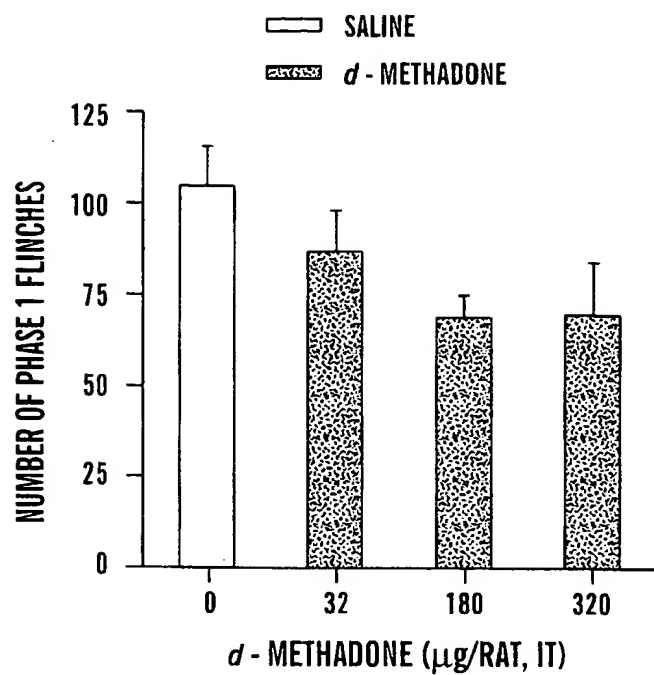 SALINE
d - METHADONE
125
100
75
50
25
0
NUMBER OF PHASE 1 FLINCHES
0 32 180 320
d - METHADONE (μg/RAT, IT)